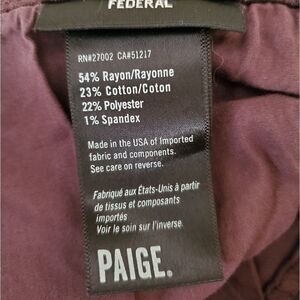 FEDERAL
RN#27002 CA#51217
54% Rayon/Rayonne
23% Cotton/Coton
22% Polyester
1% Spandex
Made in the USA of Imported
fabric and components.
See care on reverse.
Fabriqué aux États-Unis à partir
de tissus et composants
importés
Voir le soin sur l'inverse
PAIGE.